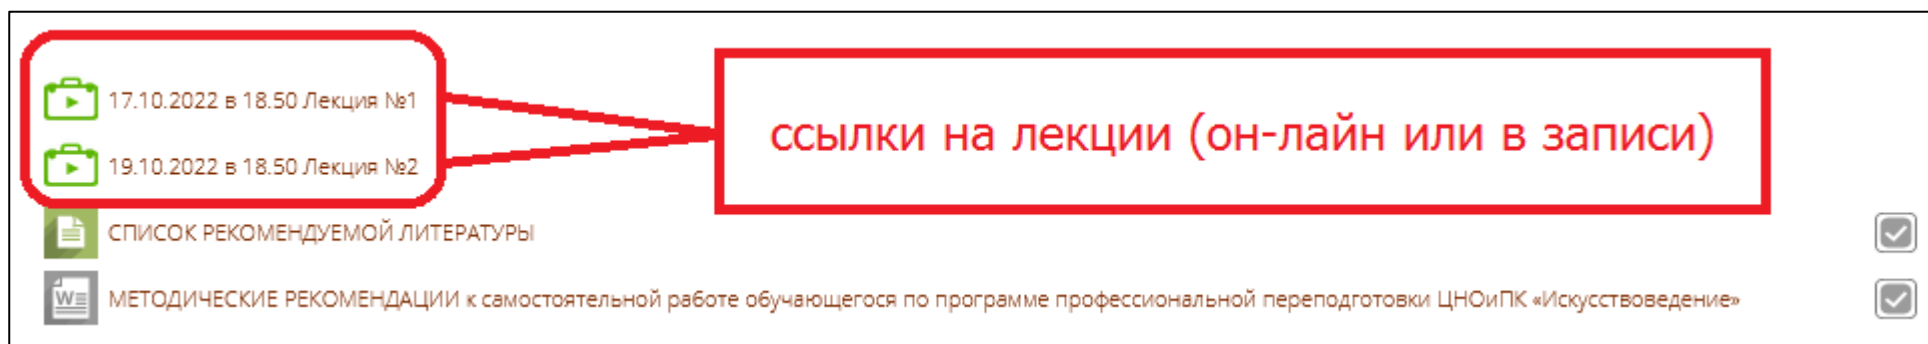 17.10.2022 в 18.50 Лекция №1
19.10.2022 в 18.50 Лекция №2
ссылки на лекции (он-лайн или в записи)
СПИСОК РЕКОМЕНДУЕМОЙ ЛИТЕРАТУРЫ
W
МЕТОДИЧЕСКИЕ РЕКОМЕНДАЦИИ к самостоятельной работе обучающегося по программе профессиональной переподготовки ЦНОиПК «Искусствоведение»